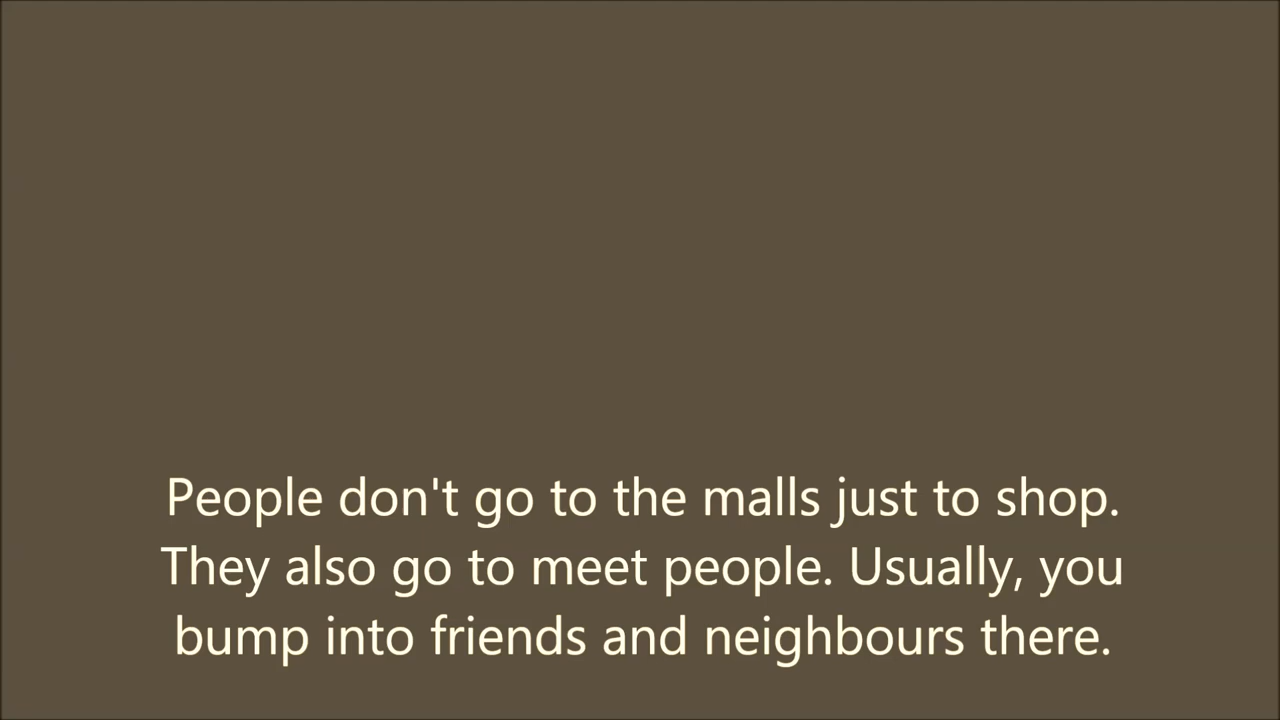 People don't go to the malls just to shop.
They also go to meet people. Usually, you
bump into friends and neighbours there.